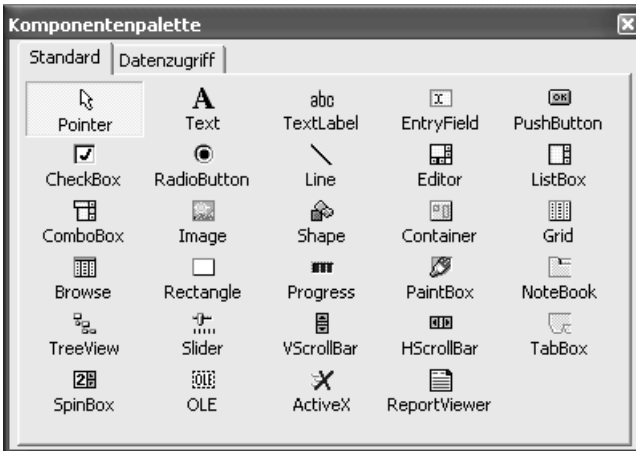 Komponentenpalette
Standard Datenzugriff
Pointer Text TextLabel EntryField PushButton
CheckBox RadioButton Line Editor ListBox
ComboBox Image Shape Container Grid
Browse Rectangle Progress PaintBox NoteBook
TreeView Slider VScrollBar HScrollBar TabBox
SpinBox OLE ActiveX ReportViewer